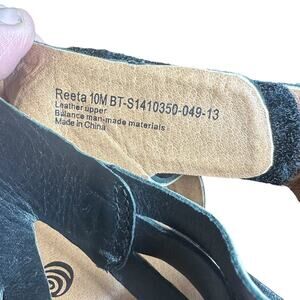 Reeta 10M BT-S1410350-049-13
Leather upper
Balance man-made materials
Made in China